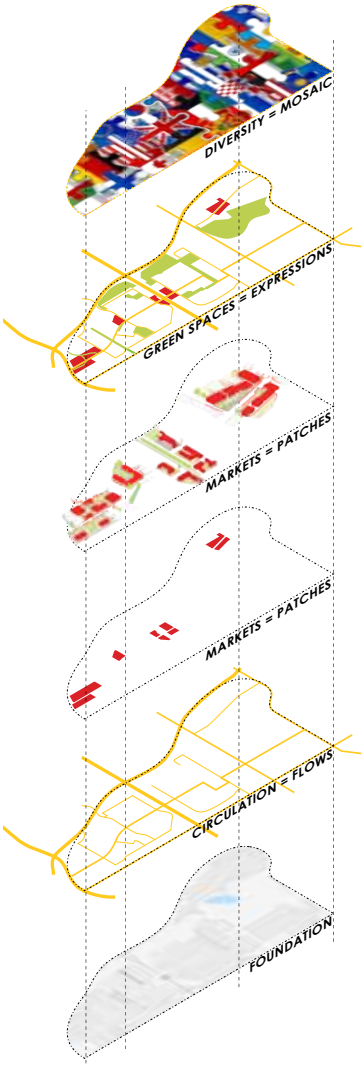 DIVERSITY = MOSAIC
GREEN SPACES = EXPRESSIONS
MARKETS = PATCHES
MARKETS = PATCHES
CIRCULATION = FLOWS
FOUNDATION